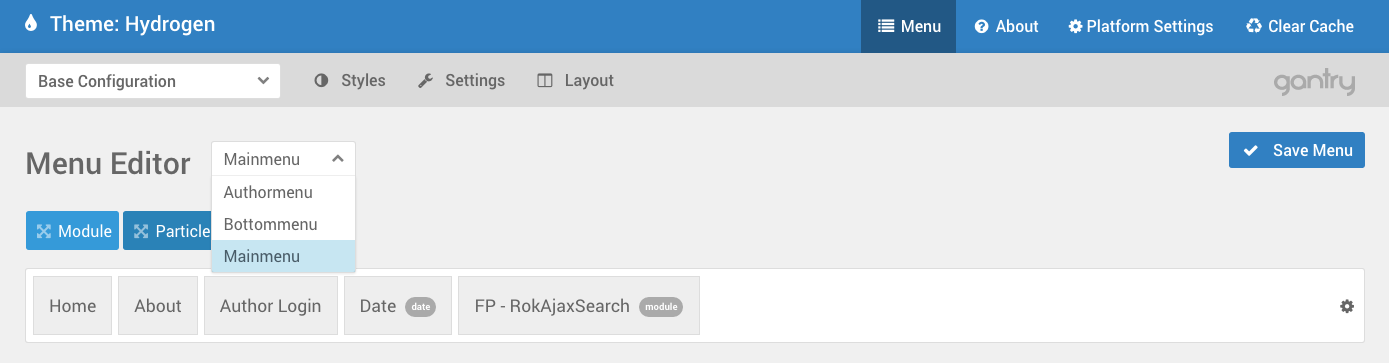 Theme: Hydrogen
Menu
About
Platform Settings
Clear Cache
Base Configuration
Styles
Settings
Layout
gantry
Menu Editor
Mainmenu
Save Menu
Authormenu
Bottommenu
Mainmenu
Module
Particle
Home
About
Author Login
Date date
FP - RokAjaxSearch module